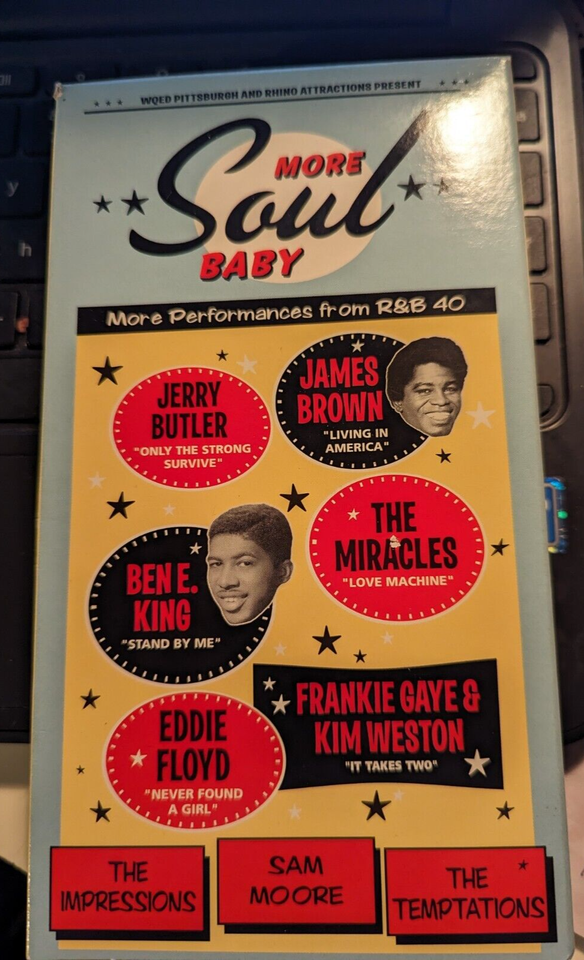 WQED PITTSBURGH AND RHINO ATTRACTIONS PRESENT
MORE
Soul
BABY
More Performances from R&B 40
JERRY
BUTLER
"ONLY THE STRONG
SURVIVE"
JAMES
BROWN
"LIVING IN
AMERICA"
THE
MIRACLES
"LOVE MACHINE"
BEN E.
KING
"STAND BY ME"
FRANKIE GAYE &
KIM WESTON
"IT TAKES TWO"
EDDIE
FLOYD
"NEVER FOUND
A GIRL"
THE
IMPRESSIONS
SAM
MOORE
THE
TEMPTATIONS
y
h